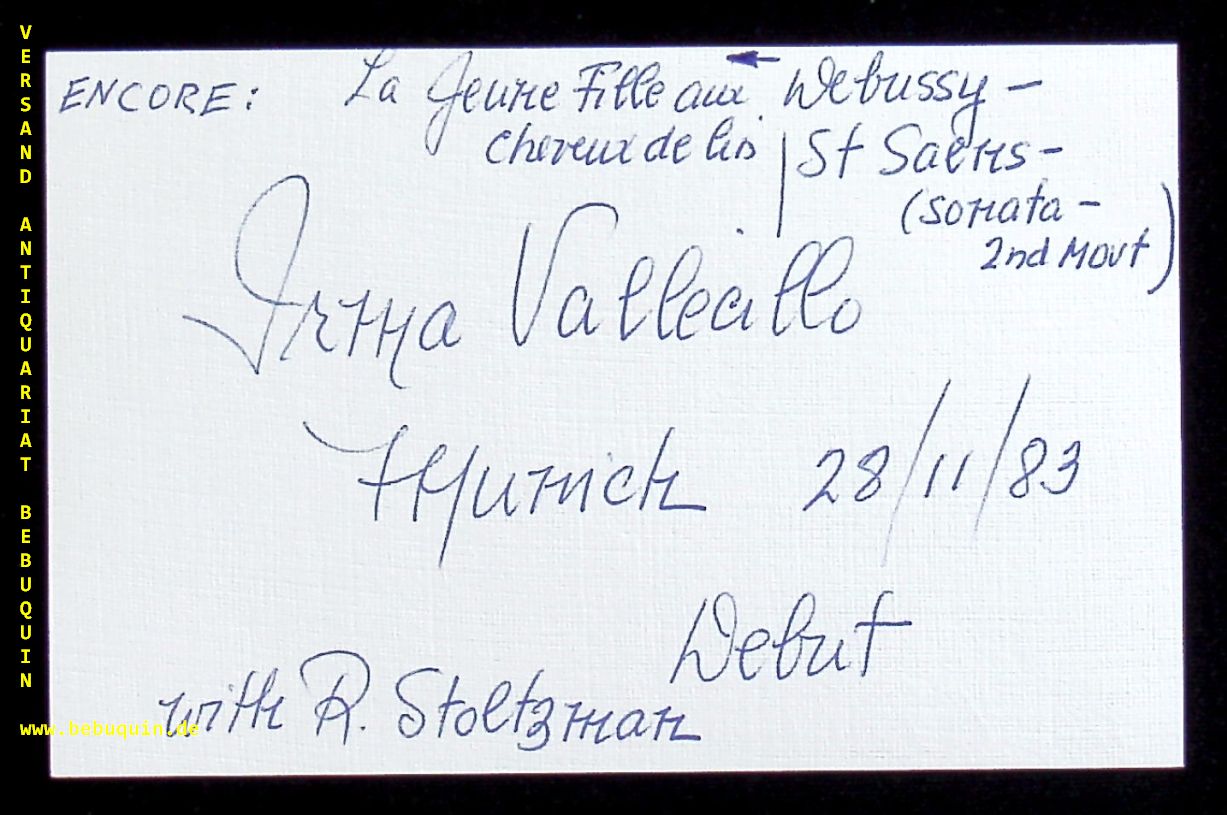 ENCORE: La Jeune Fille aux Debussy -
cheveux de lin | St Saens -
(sonata -
2nd Movt)
Irma Vallecillo
Munich 28/11/83
Debut
with R. Stoltzman
VERSAND ANTIQUARIAT BEBUQUIN
www.bebuquin.de